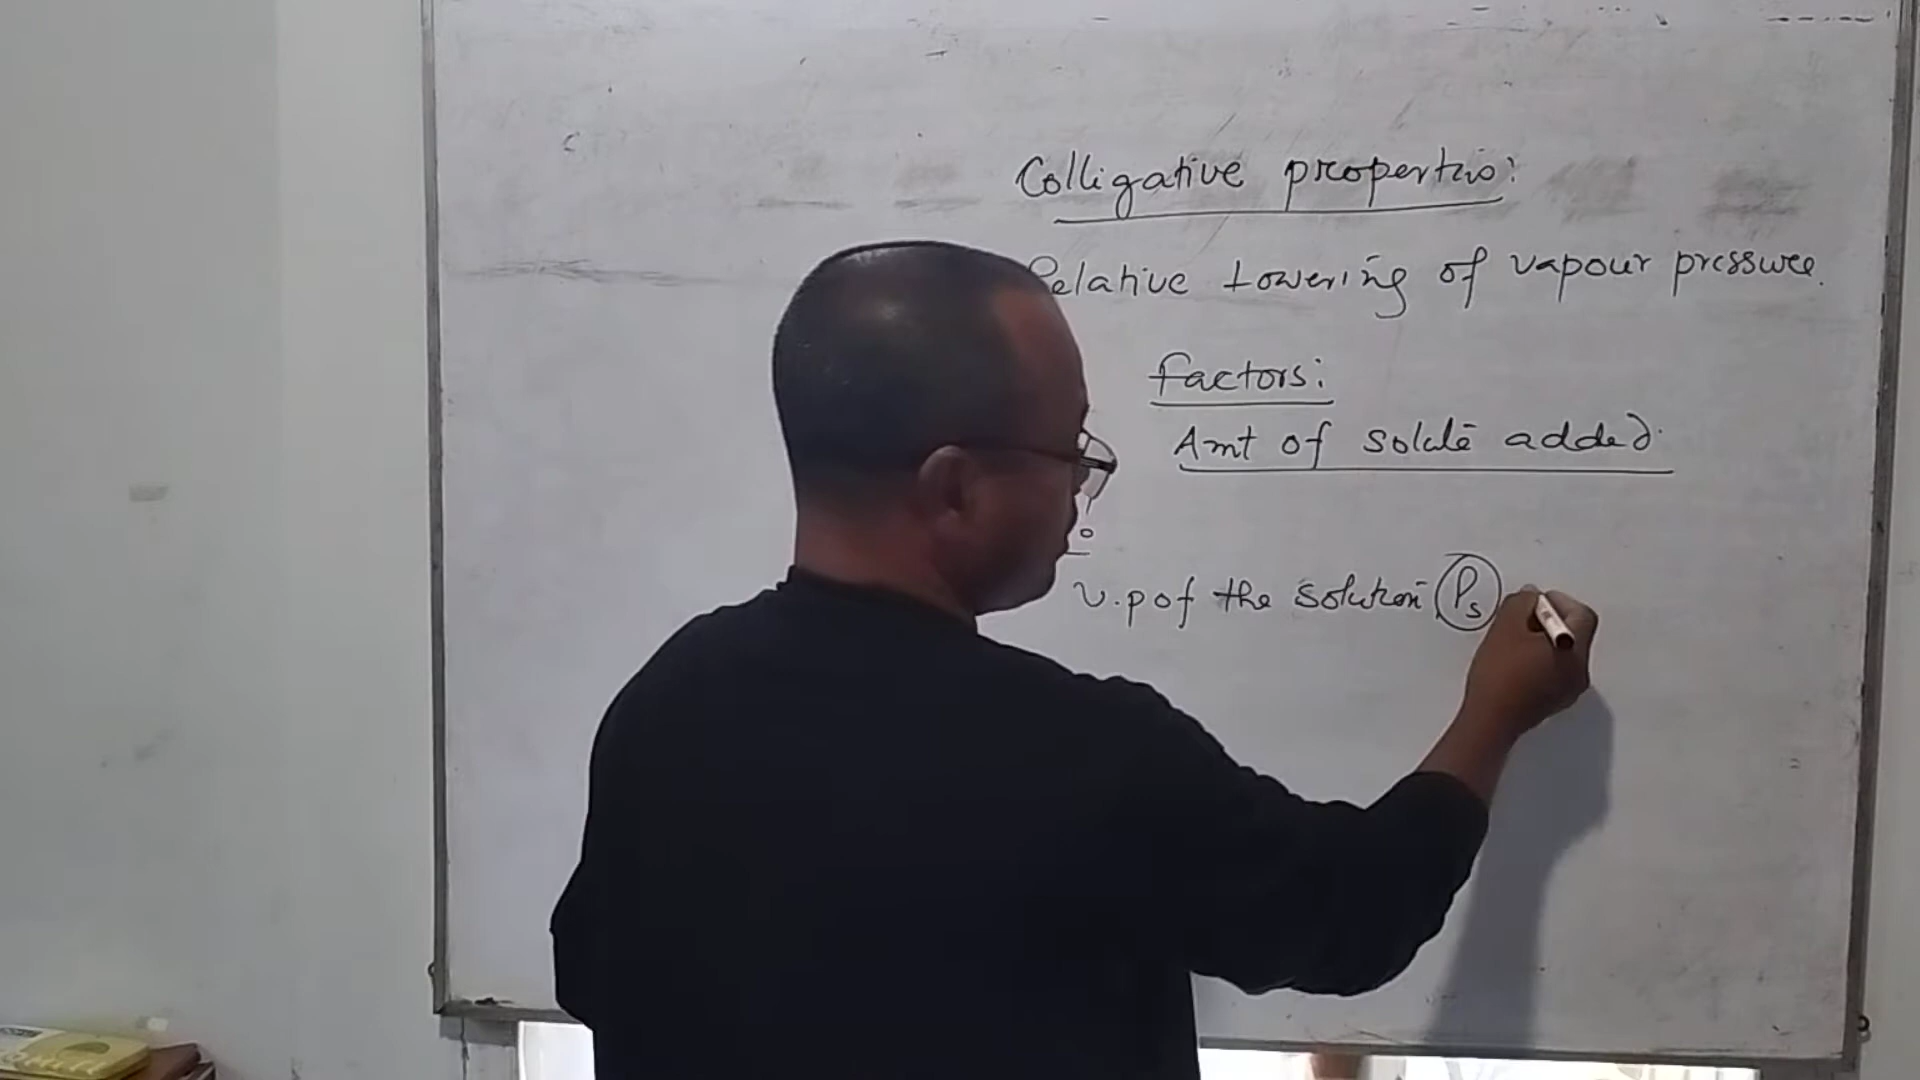 Colligative properties:
Relative Lowering of vapour pressure.
factors:
Amt of solute added.
v.p of the solution Ps